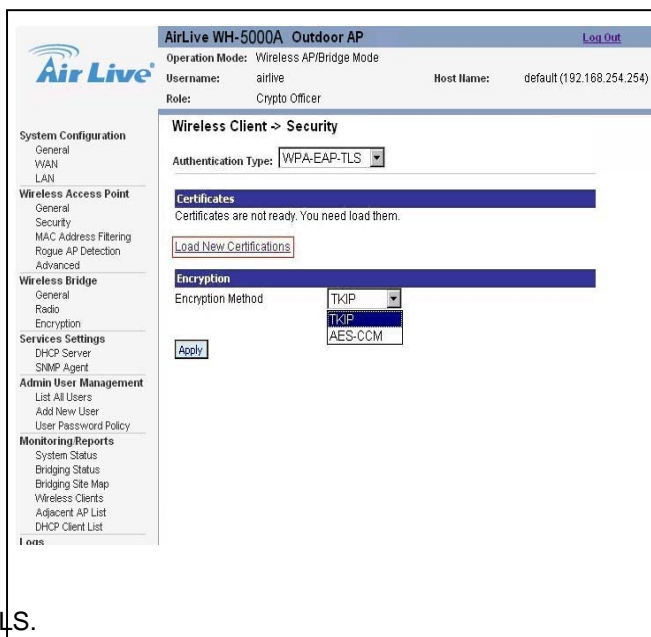 AirLive WH-5000A Outdoor AP
Log Out
Air Live
Operation Mode: Wireless AP/Bridge Mode
Username: airlive
Host Name: default (192.168.254.254)
Role: Crypto Officer
System Configuration
General
WAN
LAN
Wireless Access Point
General
Security
MAC Address Filtering
Rogue AP Detection
Advanced
Wireless Bridge
General
Radio
Encryption
Services Settings
DHCP Server
SNMP Agent
Admin User Management
List All Users
Add New User
User Password Policy
Monitoring/Reports
System Status
Bridging Status
Bridging Site Map
Wireless Clients
Adjacent AP List
DHCP Client List
Logs
Wireless Client -> Security
Authentication Type: WPA-EAP-TLS
Certificates
Certificates are not ready. You need load them.
Load New Certifications
Encryption
Encryption Method TKIP
TKIP
AES-CCM
Apply
LS.